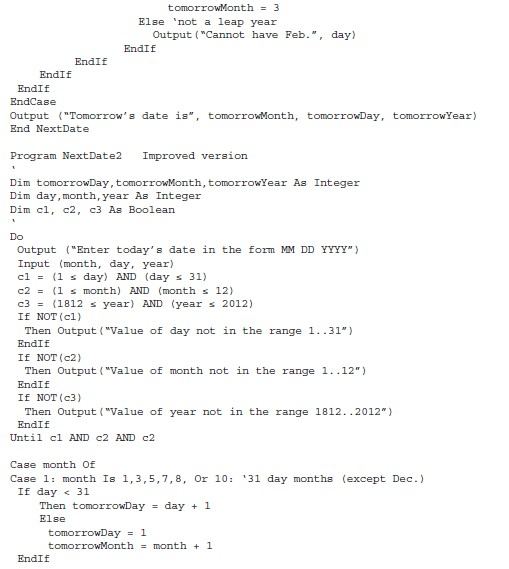 tomorrowMonth = 3
Else 'not a leap year
Output("Cannot have Feb.", day)
EndIf
EndIf
EndIf
EndIf
EndCase
Output ("Tomorrow's date is", tomorrowMonth, tomorrowDay, tomorrowYear)
End NextDate
Program NextDate2 Improved version
'
Dim tomorrowDay,tomorrowMonth,tomorrowYear As Integer
Dim day,month,year As Integer
Dim c1, c2, c3 As Boolean
'
Do
Output ("Enter today's date in the form MM DD YYYY")
Input (month, day, year)
c1 = (1 ≤ day) AND (day ≤ 31)
c2 = (1 ≤ month) AND (month ≤ 12)
c3 = (1812 ≤ year) AND (year ≤ 2012)
If NOT(c1)
Then Output("Value of day not in the range 1..31")
EndIf
If NOT(c2)
Then Output("Value of month not in the range 1..12")
EndIf
If NOT(c3)
Then Output("Value of year not in the range 1812..2012")
EndIf
Until c1 AND c2 AND c2
Case month Of
Case 1: month Is 1,3,5,7,8, Or 10: '31 day months (except Dec.)
If day < 31
Then tomorrowDay = day + 1
Else
tomorrowDay = 1
tomorrowMonth = month + 1
EndIf